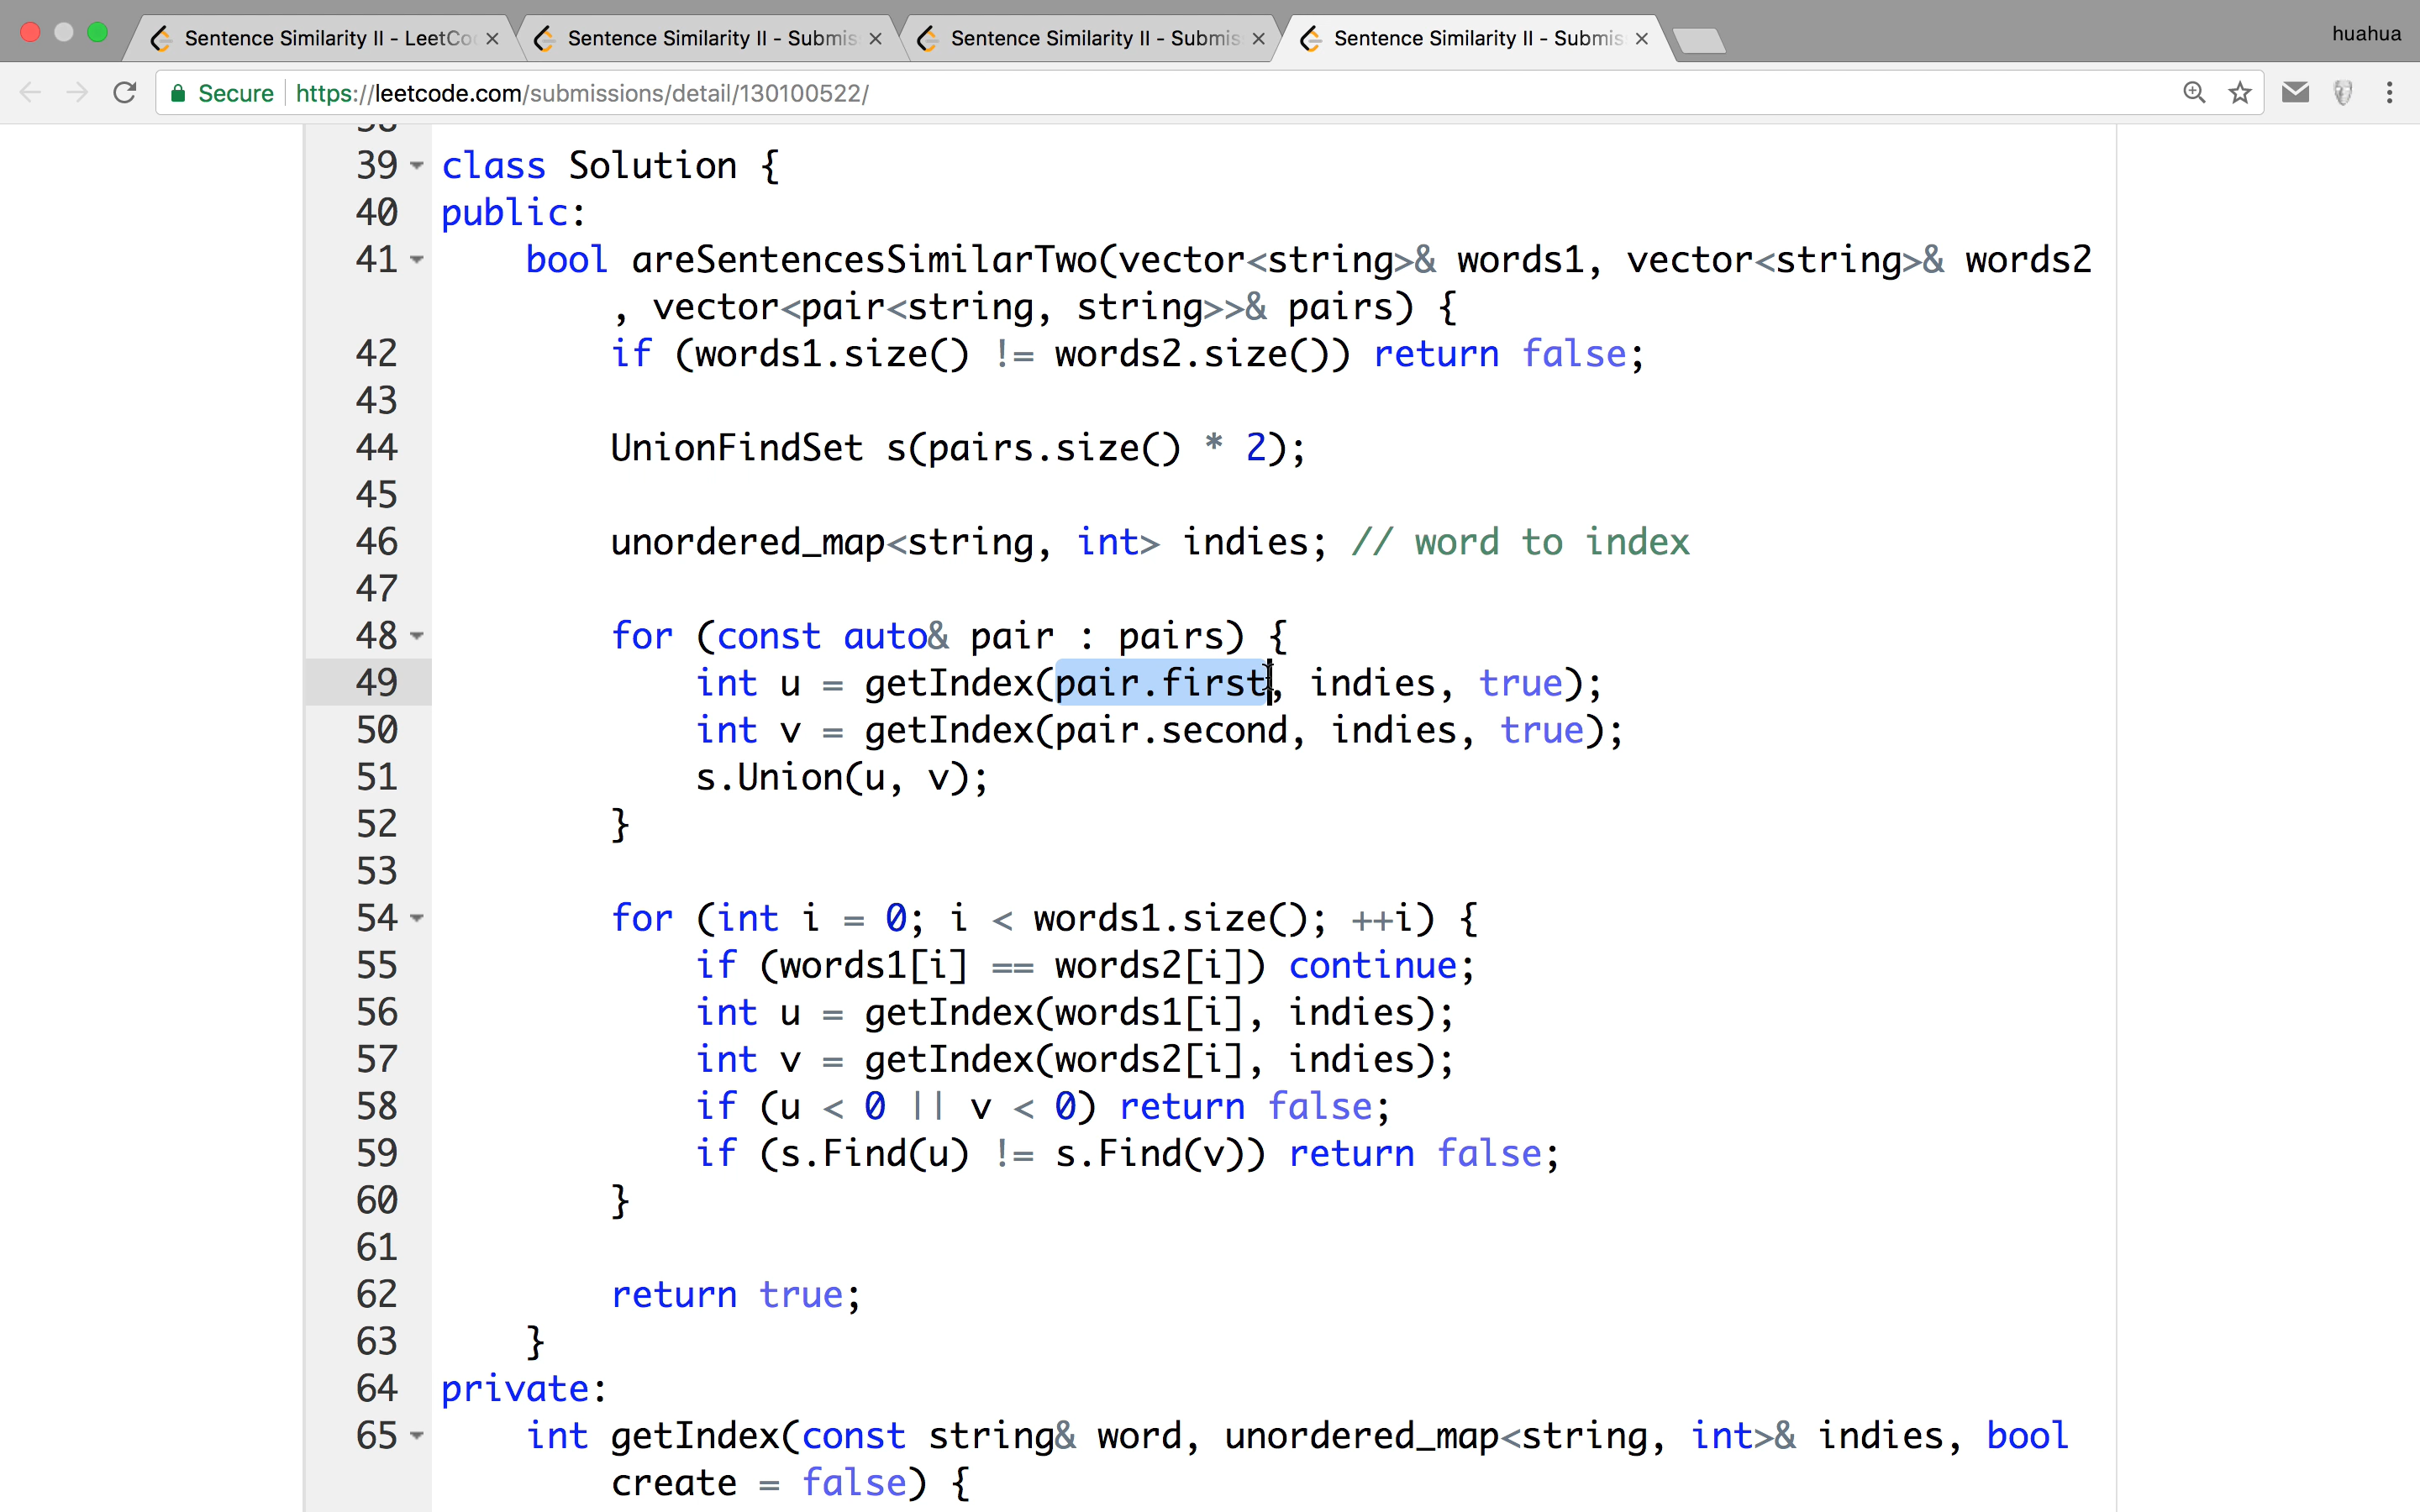 Sentence Similarity II - LeetCo
Sentence Similarity II - Submis
Sentence Similarity II - Submis
Sentence Similarity II - Submis
huahua
Secure https://leetcode.com/submissions/detail/130100522/
39 class Solution {
40 public:
41 bool areSentencesSimilarTwo(vector<string>& words1, vector<string>& words2
, vector<pair<string, string>>& pairs) {
42 if (words1.size() != words2.size()) return false;
43
44 UnionFindSet s(pairs.size() * 2);
45
46 unordered_map<string, int> indies; // word to index
47
48 for (const auto& pair : pairs) {
49 int u = getIndex(pair.first, indies, true);
50 int v = getIndex(pair.second, indies, true);
51 s.Union(u, v);
52 }
53
54 for (int i = 0; i < words1.size(); ++i) {
55 if (words1[i] == words2[i]) continue;
56 int u = getIndex(words1[i], indies);
57 int v = getIndex(words2[i], indies);
58 if (u < 0 || v < 0) return false;
59 if (s.Find(u) != s.Find(v)) return false;
60 }
61
62 return true;
63 }
64 private:
65 int getIndex(const string& word, unordered_map<string, int>& indies, bool
create = false) {